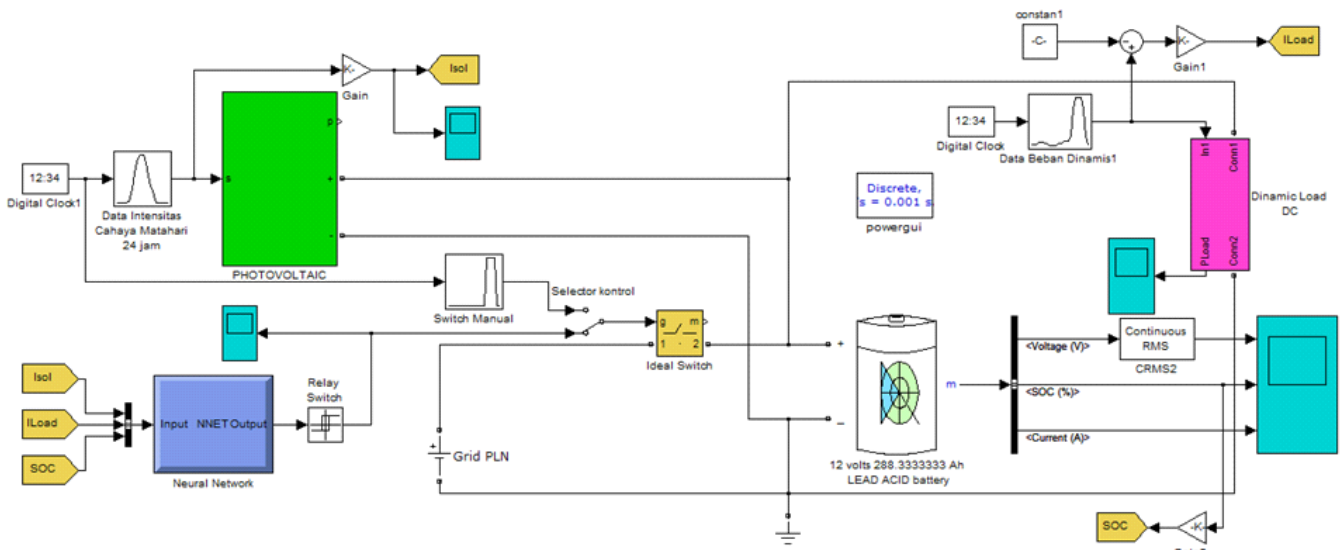 constan1
-C-
-
+
K-
Gain1
ILoad
K-
Gain
Isol
p
s
+
-
PHOTOVOLTAIC
12:34
Digital Clock1
Data Intensitas
Cahaya Matahari
24 jam
12:34
Digital Clock
Data Beban Dinamis1
In1
Conn1
PLoad
Conn2
Dinamic Load
DC
Discrete,
s = 0.001 s.
powergui
Switch Manual
Selector kontrol
g
m
1
2
Ideal Switch
Isol
ILoad
SOC
Input
NNET Output
Neural Network
Relay
Switch
+
Grid PLN
+
_
m
12 volts 288.3333333 Ah
LEAD ACID battery
<Voltage (V)>
<SOC (%)>
<Current (A)>
Continuous
RMS
CRMS2
SOC
-K-